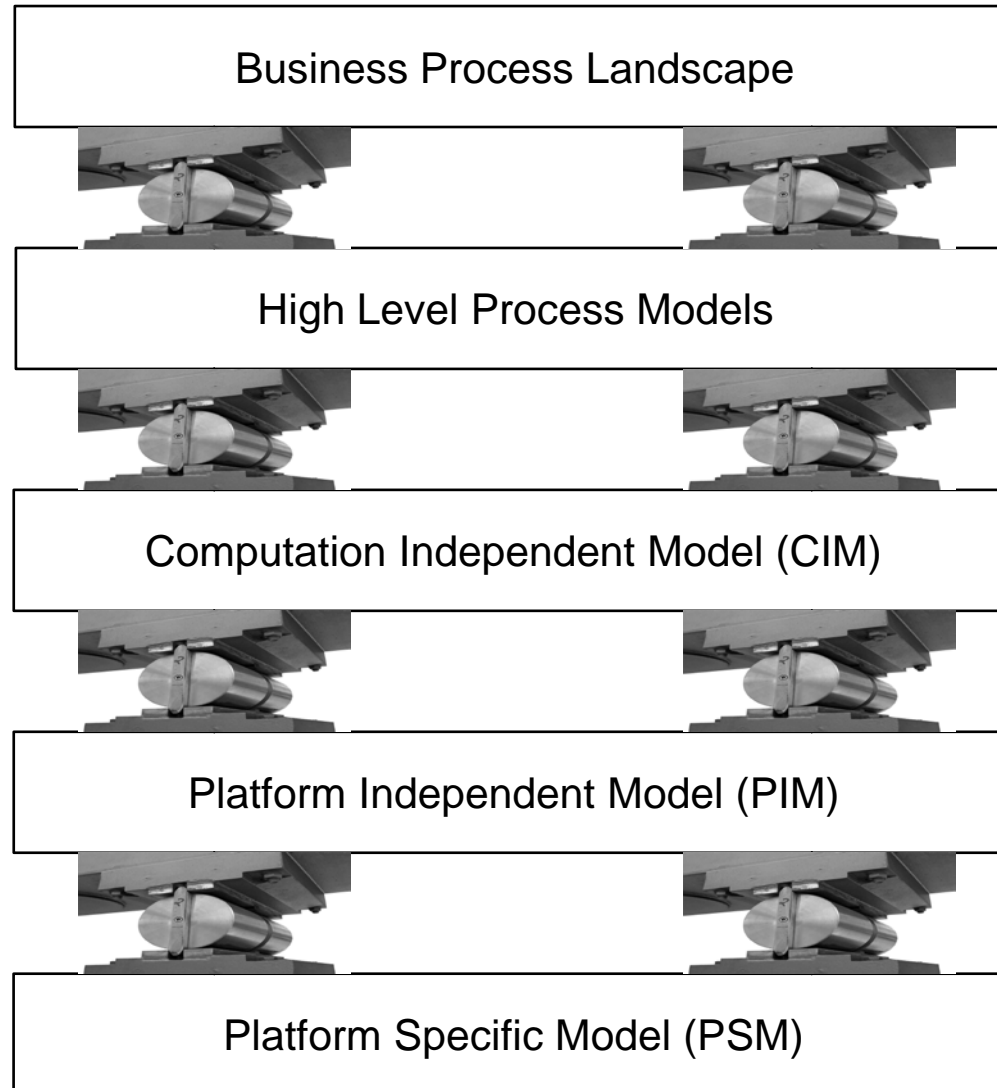 Business Process Landscape
High Level Process Models
Computation Independent Model (CIM)
Platform Independent Model (PIM)
Platform Specific Model (PSM)